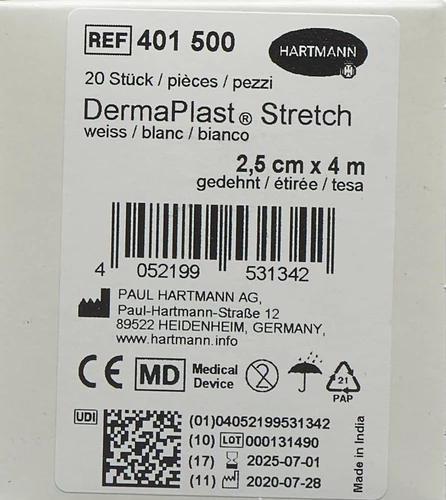 REF 401 500
HARTMANN
20 Stück / pièces / pezzi
DermaPlast® Stretch
weiss / blanc / bianco
2,5 cm x 4 m
gedehnt / étirée / tesa
4 052199 531342
PAUL HARTMANN AG,
Paul-Hartmann-Straße 12
89522 HEIDENHEIM, GERMANY,
www.hartmann.info
CE MD Medical
Device
2
21
PAP
UDI
(01)04052199531342
(10) LOT 000131490
(17) 2025-07-01
(11) 2020-07-28
Made in India